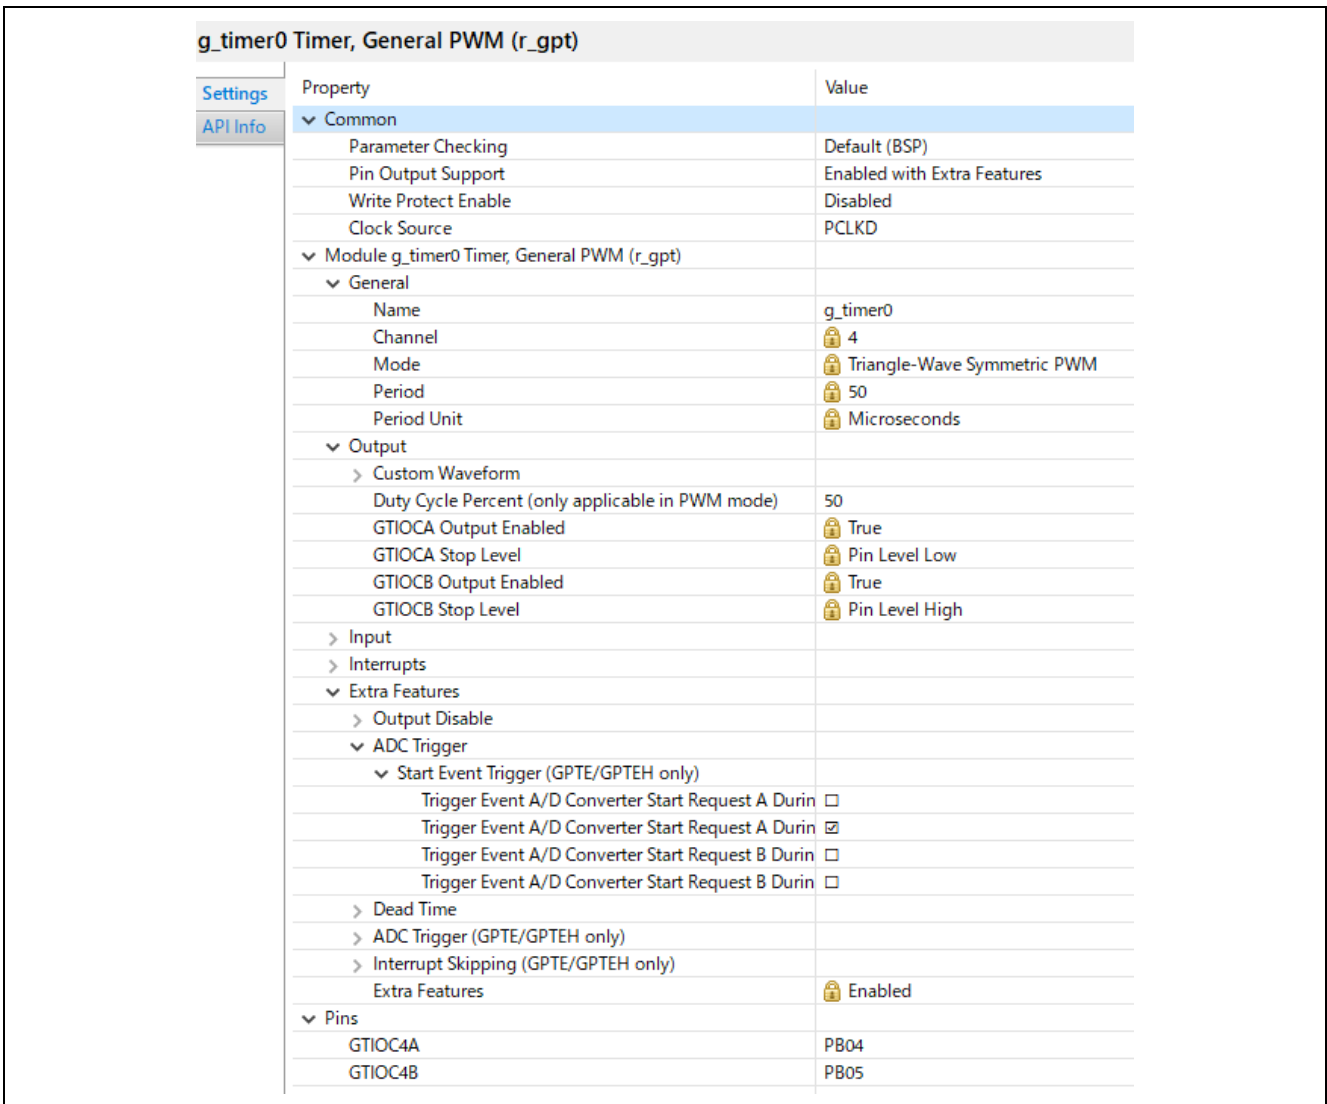 g_timer0 Timer, General PWM (r_gpt)
Settings
API Info
Property Value
Common
Parameter Checking Default (BSP)
Pin Output Support Enabled with Extra Features
Write Protect Enable Disabled
Clock Source PCLKD
Module g_timer0 Timer, General PWM (r_gpt)
General
Name g_timer0
Channel 4
Mode Triangle-Wave Symmetric PWM
Period 50
Period Unit Microseconds
Output
Custom Waveform
Duty Cycle Percent (only applicable in PWM mode) 50
GTIOCA Output Enabled True
GTIOCA Stop Level Pin Level Low
GTIOCB Output Enabled True
GTIOCB Stop Level Pin Level High
Input
Interrupts
Extra Features
Output Disable
ADC Trigger
Start Event Trigger (GPTE/GPTEH only)
Trigger Event A/D Converter Start Request A Durin
Trigger Event A/D Converter Start Request A Durin
Trigger Event A/D Converter Start Request B Durin
Trigger Event A/D Converter Start Request B Durin
Dead Time
ADC Trigger (GPTE/GPTEH only)
Interrupt Skipping (GPTE/GPTEH only)
Extra Features Enabled
Pins
GTIOC4A PB04
GTIOC4B PB05